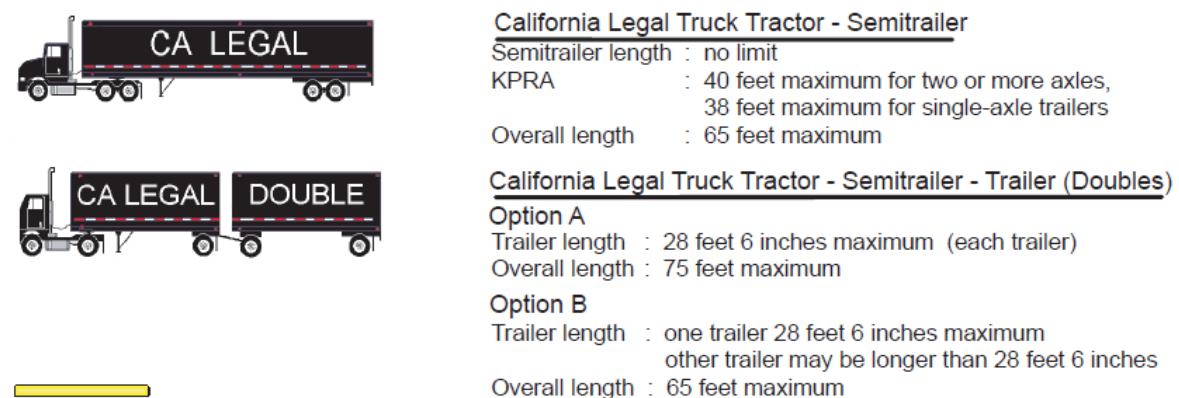 CA LEGAL
California Legal Truck Tractor - Semitrailer
Semitrailer length : no limit
KPRA : 40 feet maximum for two or more axles,
38 feet maximum for single-axle trailers
Overall length : 65 feet maximum
CA LEGAL DOUBLE
California Legal Truck Tractor - Semitrailer - Trailer (Doubles)
Option A
Trailer length : 28 feet 6 inches maximum (each trailer)
Overall length : 75 feet maximum
Option B
Trailer length : one trailer 28 feet 6 inches maximum
other trailer may be longer than 28 feet 6 inches
Overall length : 65 feet maximum